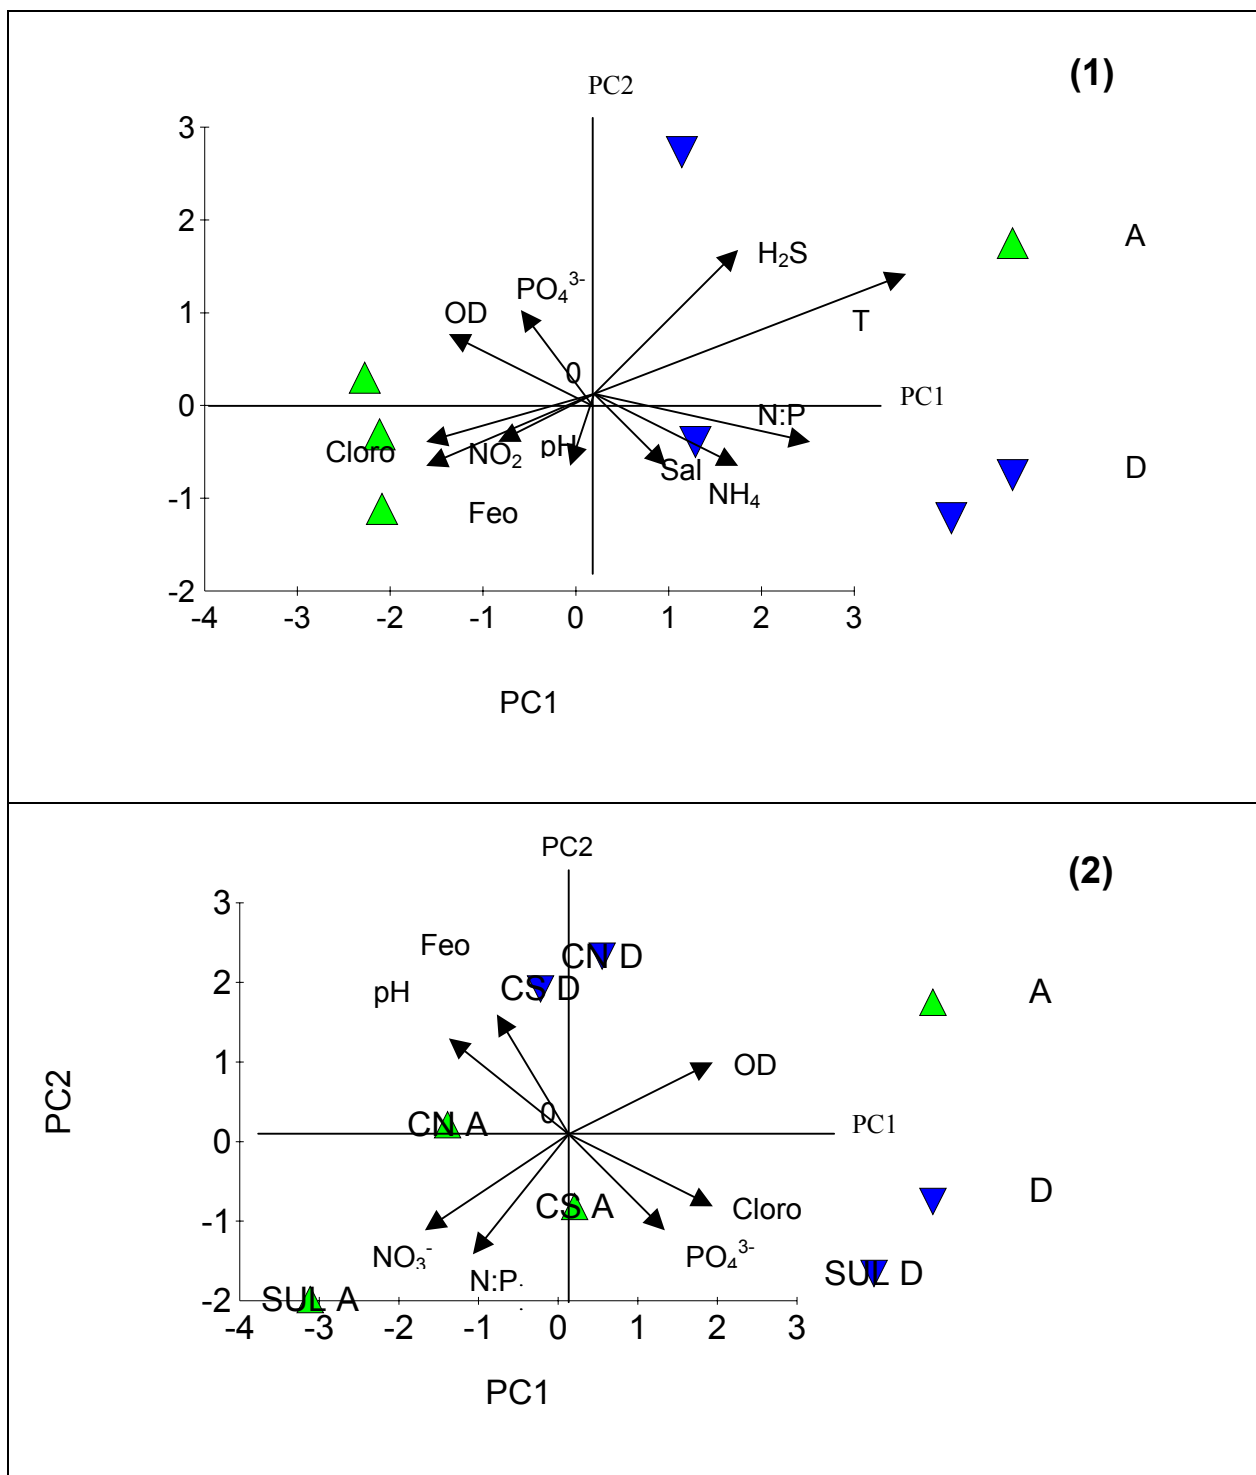 (1)
PC2
3
2
A
H₂S
PO₄³⁻
1
OD
T
0
0
PC1
N:P
Cloro
NO₂
pH
Sal
D
NH₄
-1
Feo
-2
-4 -3 -2 -1 0 1 2 3
PC1
(2)
PC2
3
Feo
CN D
2
CS D
pH
A
OD
1
PC2
0
CN A
PC1
0
D
CS A
Cloro
-1
NO₃⁻
PO₄³⁻
N:P.
SUL D
-2
SUL A
-4 -3 -2 -1 0 1 2 3
PC1